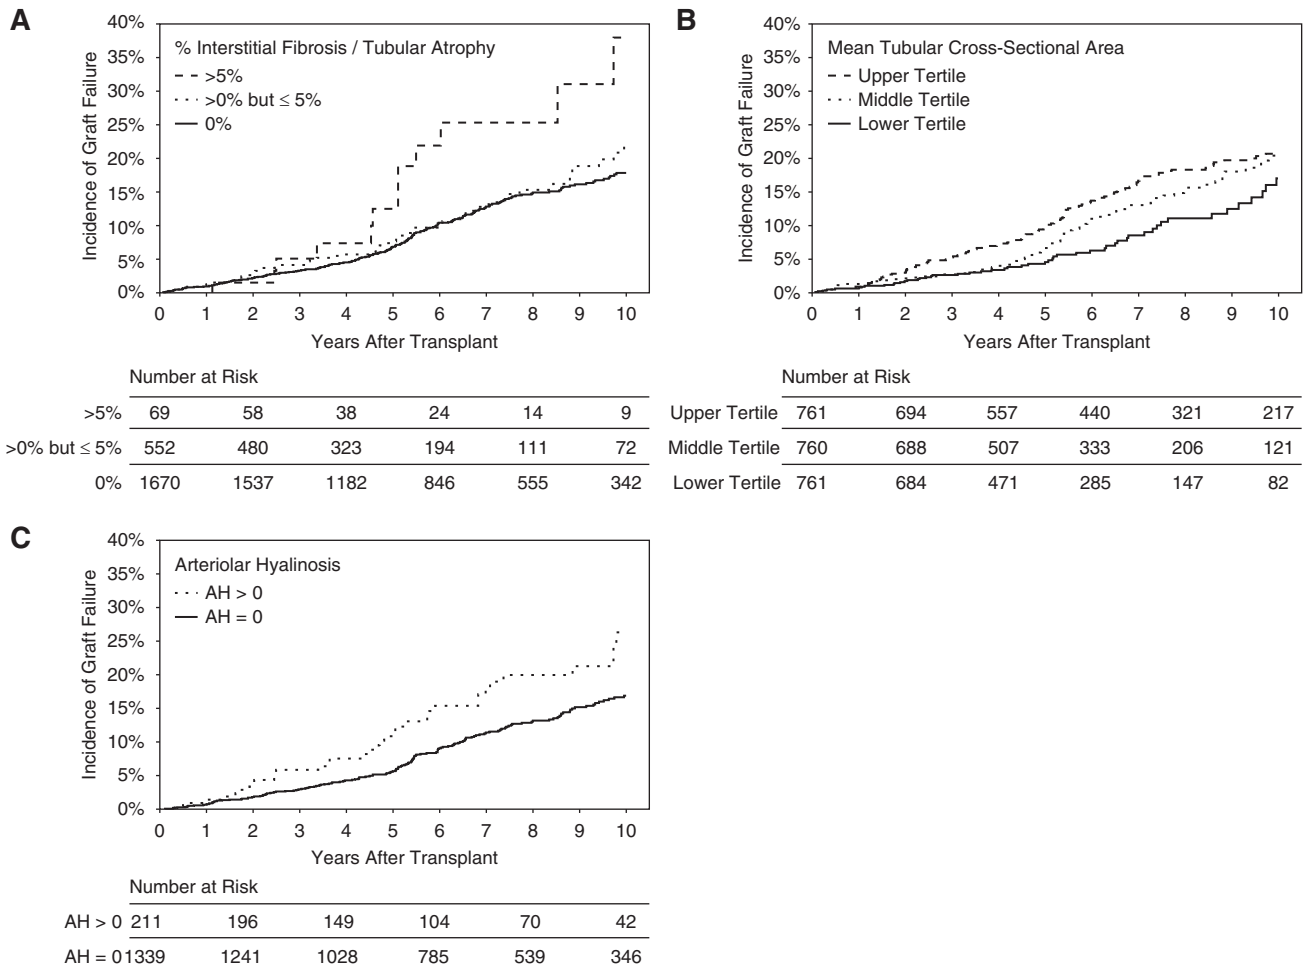 A
40%
35%
30%
25%
20%
15%
10%
5%
0%
Incidence of Graft Failure
% Interstitial Fibrosis / Tubular Atrophy
>5%
>0% but ≤ 5%
0%
0 1 2 3 4 5 6 7 8 9 10
Years After Transplant
Number at Risk
>5% 69 58 38 24 14 9
>0% but ≤ 5% 552 480 323 194 111 72
0% 1670 1537 1182 846 555 342
B
40%
35%
30%
25%
20%
15%
10%
5%
0%
Incidence of Graft Failure
Mean Tubular Cross-Sectional Area
Upper Tertile
Middle Tertile
Lower Tertile
0 1 2 3 4 5 6 7 8 9 10
Years After Transplant
Number at Risk
Upper Tertile 761 694 557 440 321 217
Middle Tertile 760 688 507 333 206 121
Lower Tertile 761 684 471 285 147 82
C
40%
35%
30%
25%
20%
15%
10%
5%
0%
Incidence of Graft Failure
Arteriolar Hyalinosis
AH > 0
AH = 0
0 1 2 3 4 5 6 7 8 9 10
Years After Transplant
Number at Risk
AH > 0 211 196 149 104 70 42
AH = 0 1339 1241 1028 785 539 346